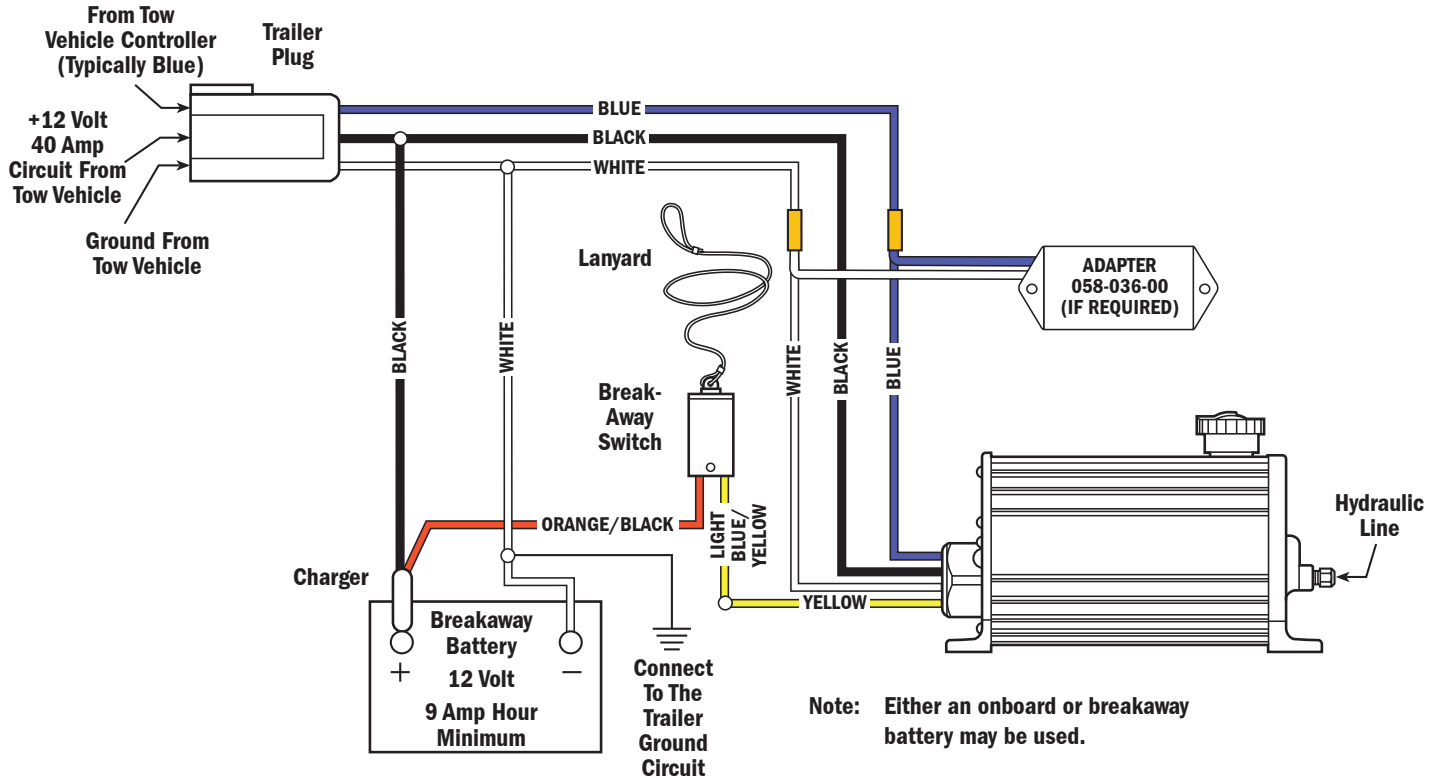 From Tow
Vehicle Controller
(Typically Blue)
Trailer
Plug
+12 Volt
40 Amp
Circuit From
Tow Vehicle
Ground From
Tow Vehicle
BLUE
BLACK
WHITE
Lanyard
ADAPTER
058-036-00
(IF REQUIRED)
BLACK
WHITE
WHITE
BLACK
BLUE
Break-
Away
Switch
ORANGE/BLACK
LIGHT
BLUE/
YELLOW
YELLOW
Hydraulic
Line
Charger
Breakaway
Battery
+
−
12 Volt
9 Amp Hour
Minimum
Connect
To The
Trailer
Ground
Circuit
Note: Either an onboard or breakaway
battery may be used.